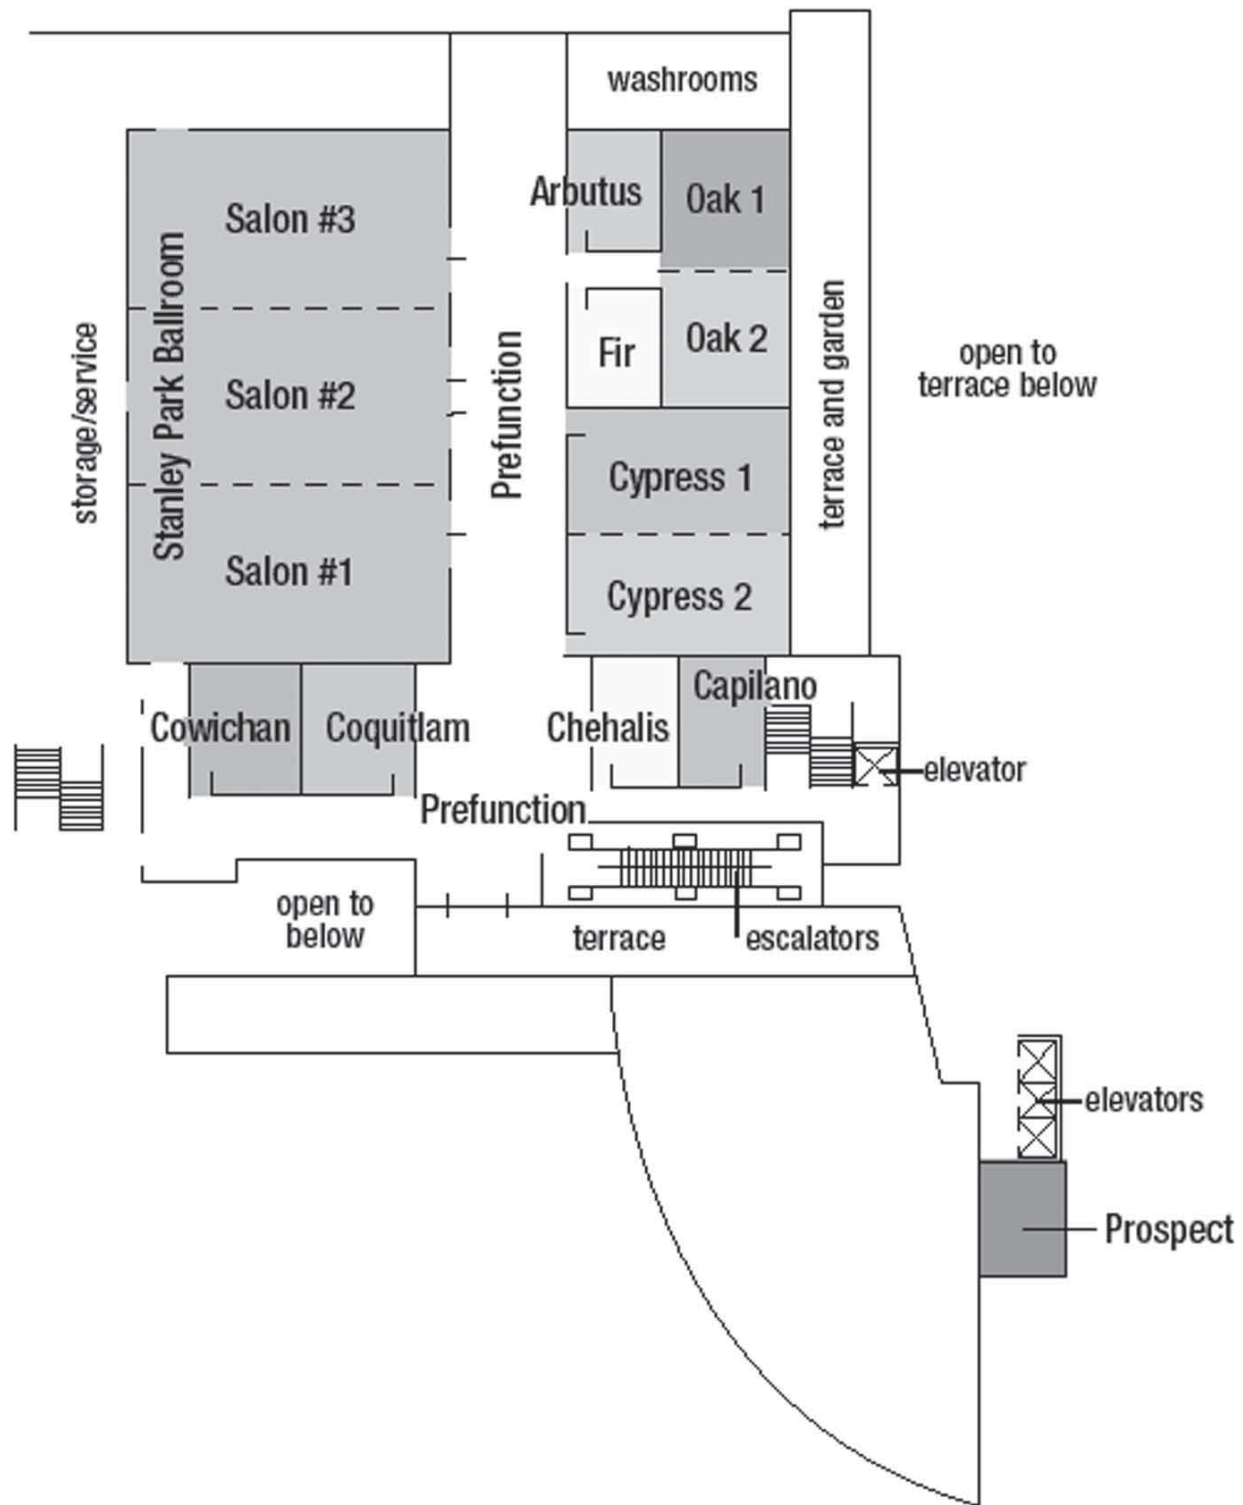 washrooms
Arbutus
Oak 1
Salon #3
Stanley Park Ballroom
storage/service
Salon #2
Prefunction
Fir
Oak 2
terrace and garden
open to
terrace below
Cypress 1
Salon #1
Cypress 2
Capilano
Cowichan
Coquitlam
Chehalis
elevator
Prefunction
open to
below
terrace
escalators
elevators
Prospect